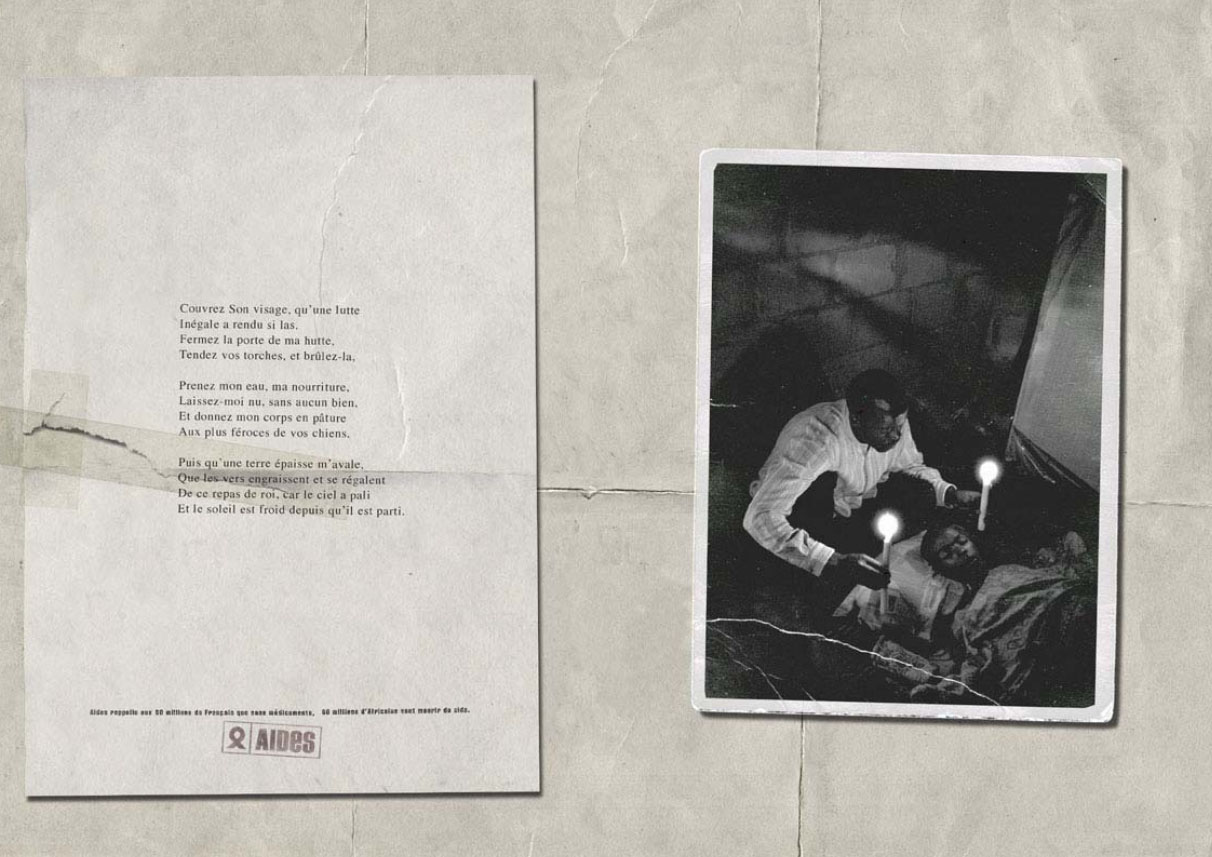 Couvrez Son visage, qu'une lutte
Inégale a rendu si las.
Fermez la porte de ma hutte,
Tendez vos torches, et brûlez-la,
Prenez mon eau, ma nourriture,
Laissez-moi nu, sans aucun bien,
Et donnez mon corps en pâture
Aux plus féroces de vos chiens,
Puis qu'une terre épaisse m'avale,
Que les vers engraissent et se régalent
De ce repas de roi, car le ciel a pali
Et le soleil est froid depuis qu'il est parti.
Aides rappelle aux 60 millions de Français que sans médicaments, 66 millions d'Africains vont mourir du sida.
AIDES